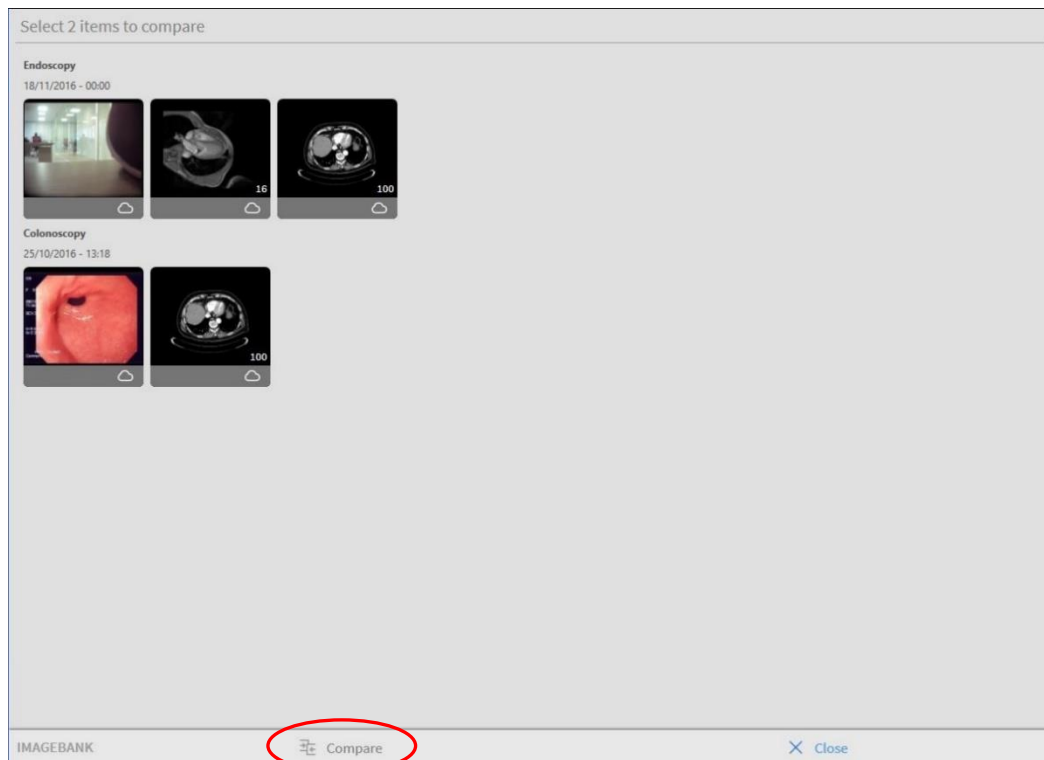 Select 2 items to compare
Endoscopy
18/11/2016 - 00:00
16
100
Colonoscopy
25/10/2016 - 13:18
100
IMAGEBANK
Compare
Close